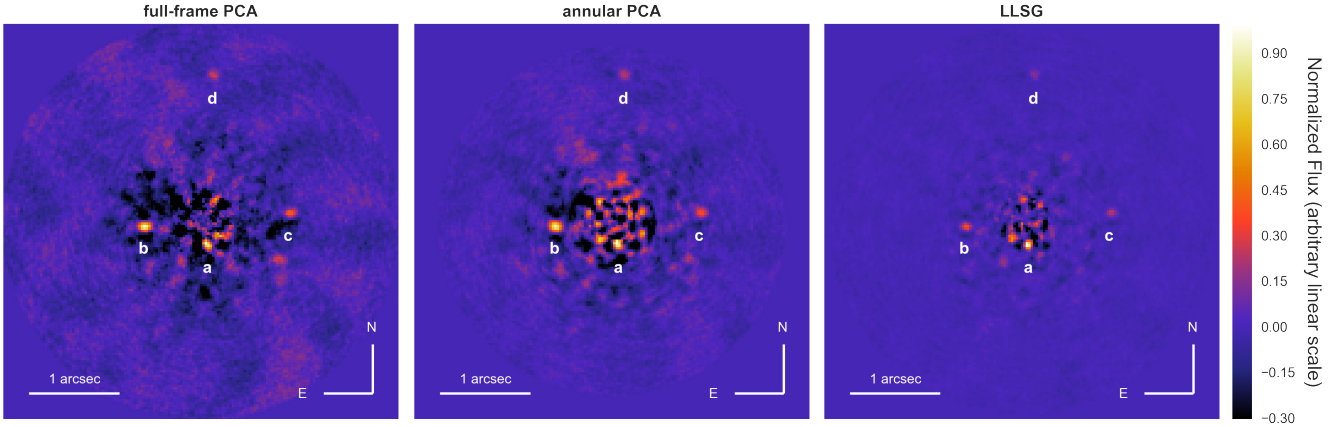 full-frame PCA
annular PCA
LLSG
d
b
c
a
N
E
1 arcsec
d
b
c
a
N
E
1 arcsec
d
b
c
a
N
E
1 arcsec
0.90
0.75
0.60
0.45
0.30
0.15
0.00
−0.15
−0.30
Normalized Flux (arbitrary linear scale)